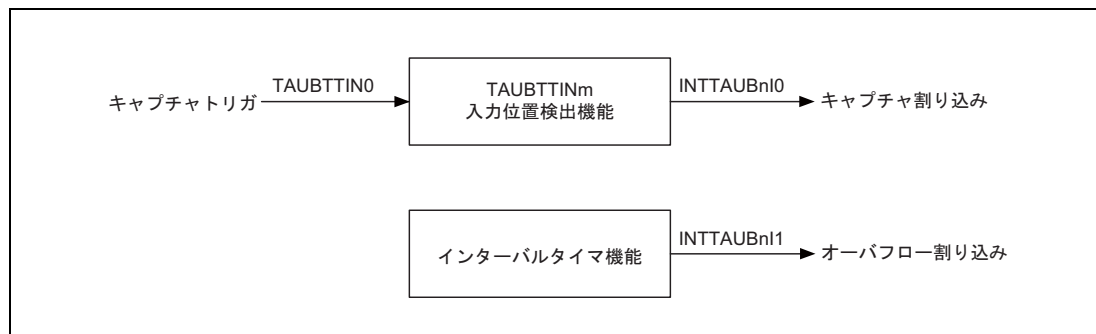 キャプチャトリガ
TAUBTTIN0
TAUBTTINm
入力位置検出機能
INTTAUBnI0
キャプチャ割り込み
インターバルタイマ機能
INTTAUBnI1
オーバフロー割り込み